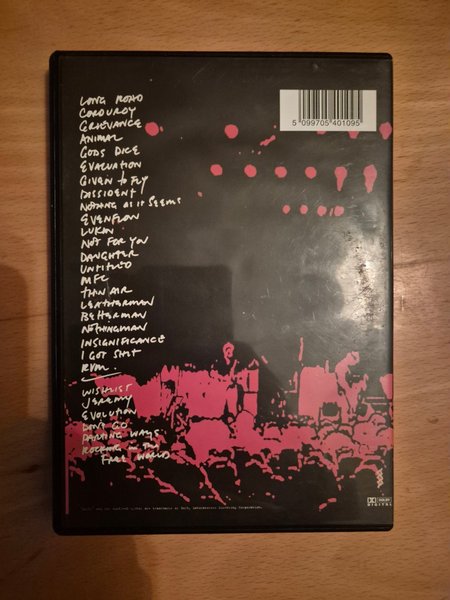 LONG ROAD
CORDUROY
GRIEVANCE
ANIMAL
GODS DICE
EVACUATION
GIVEN to FLY
DISSIDENT
NOTHING AS IT SEEMS
EVENFLOW
LUKIN
NOT FOR YOU
DAUGHTER
UNTITLED
MFC
THIN AIR
LEATHERMAN
BETTERMAN
NOTHINGMAN
INSIGNIFICANCE
I GOT SHIT
RVM.
WISHLIST
JEREMY
EVOLUTION
DON'T GO
PARTING WAYS
ROCKING IN THE
FREE WORLD
5 099705 401095
DOLBY
DIGITAL